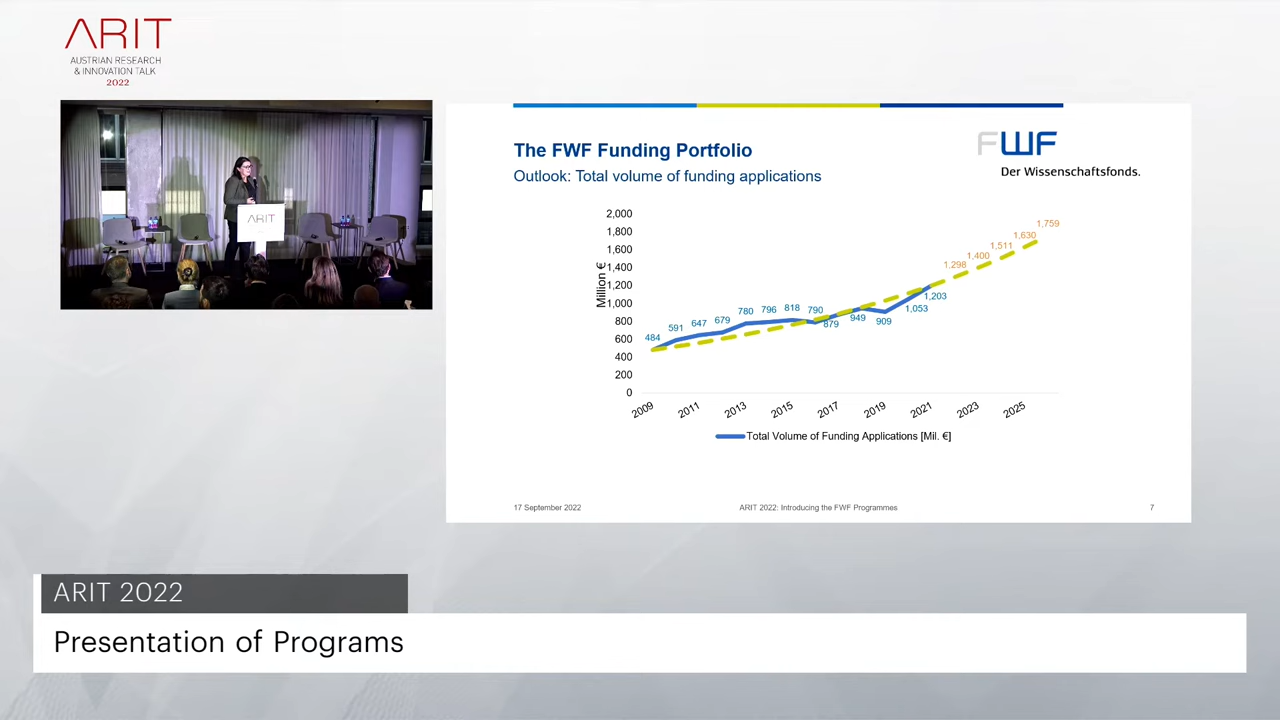 ARIT
AUSTRIAN RESEARCH
& INNOVATION TALK
2022
ARIT
The FWF Funding Portfolio
Outlook: Total volume of funding applications
FWF
Der Wissenschaftsfonds.
Million €
2,000
1,800
1,600
1,400
1,200
1,000
800
600
400
200
0
484
591
647
679
780
796
818
790
879
949
909
1,053
1,203
1,298
1,400
1,511
1,630
1,759
2009
2011
2013
2015
2017
2019
2021
2023
2025
Total Volume of Funding Applications [Mil. €]
17 September 2022
ARIT 2022: Introducing the FWF Programmes
7
ARIT 2022
Presentation of Programs